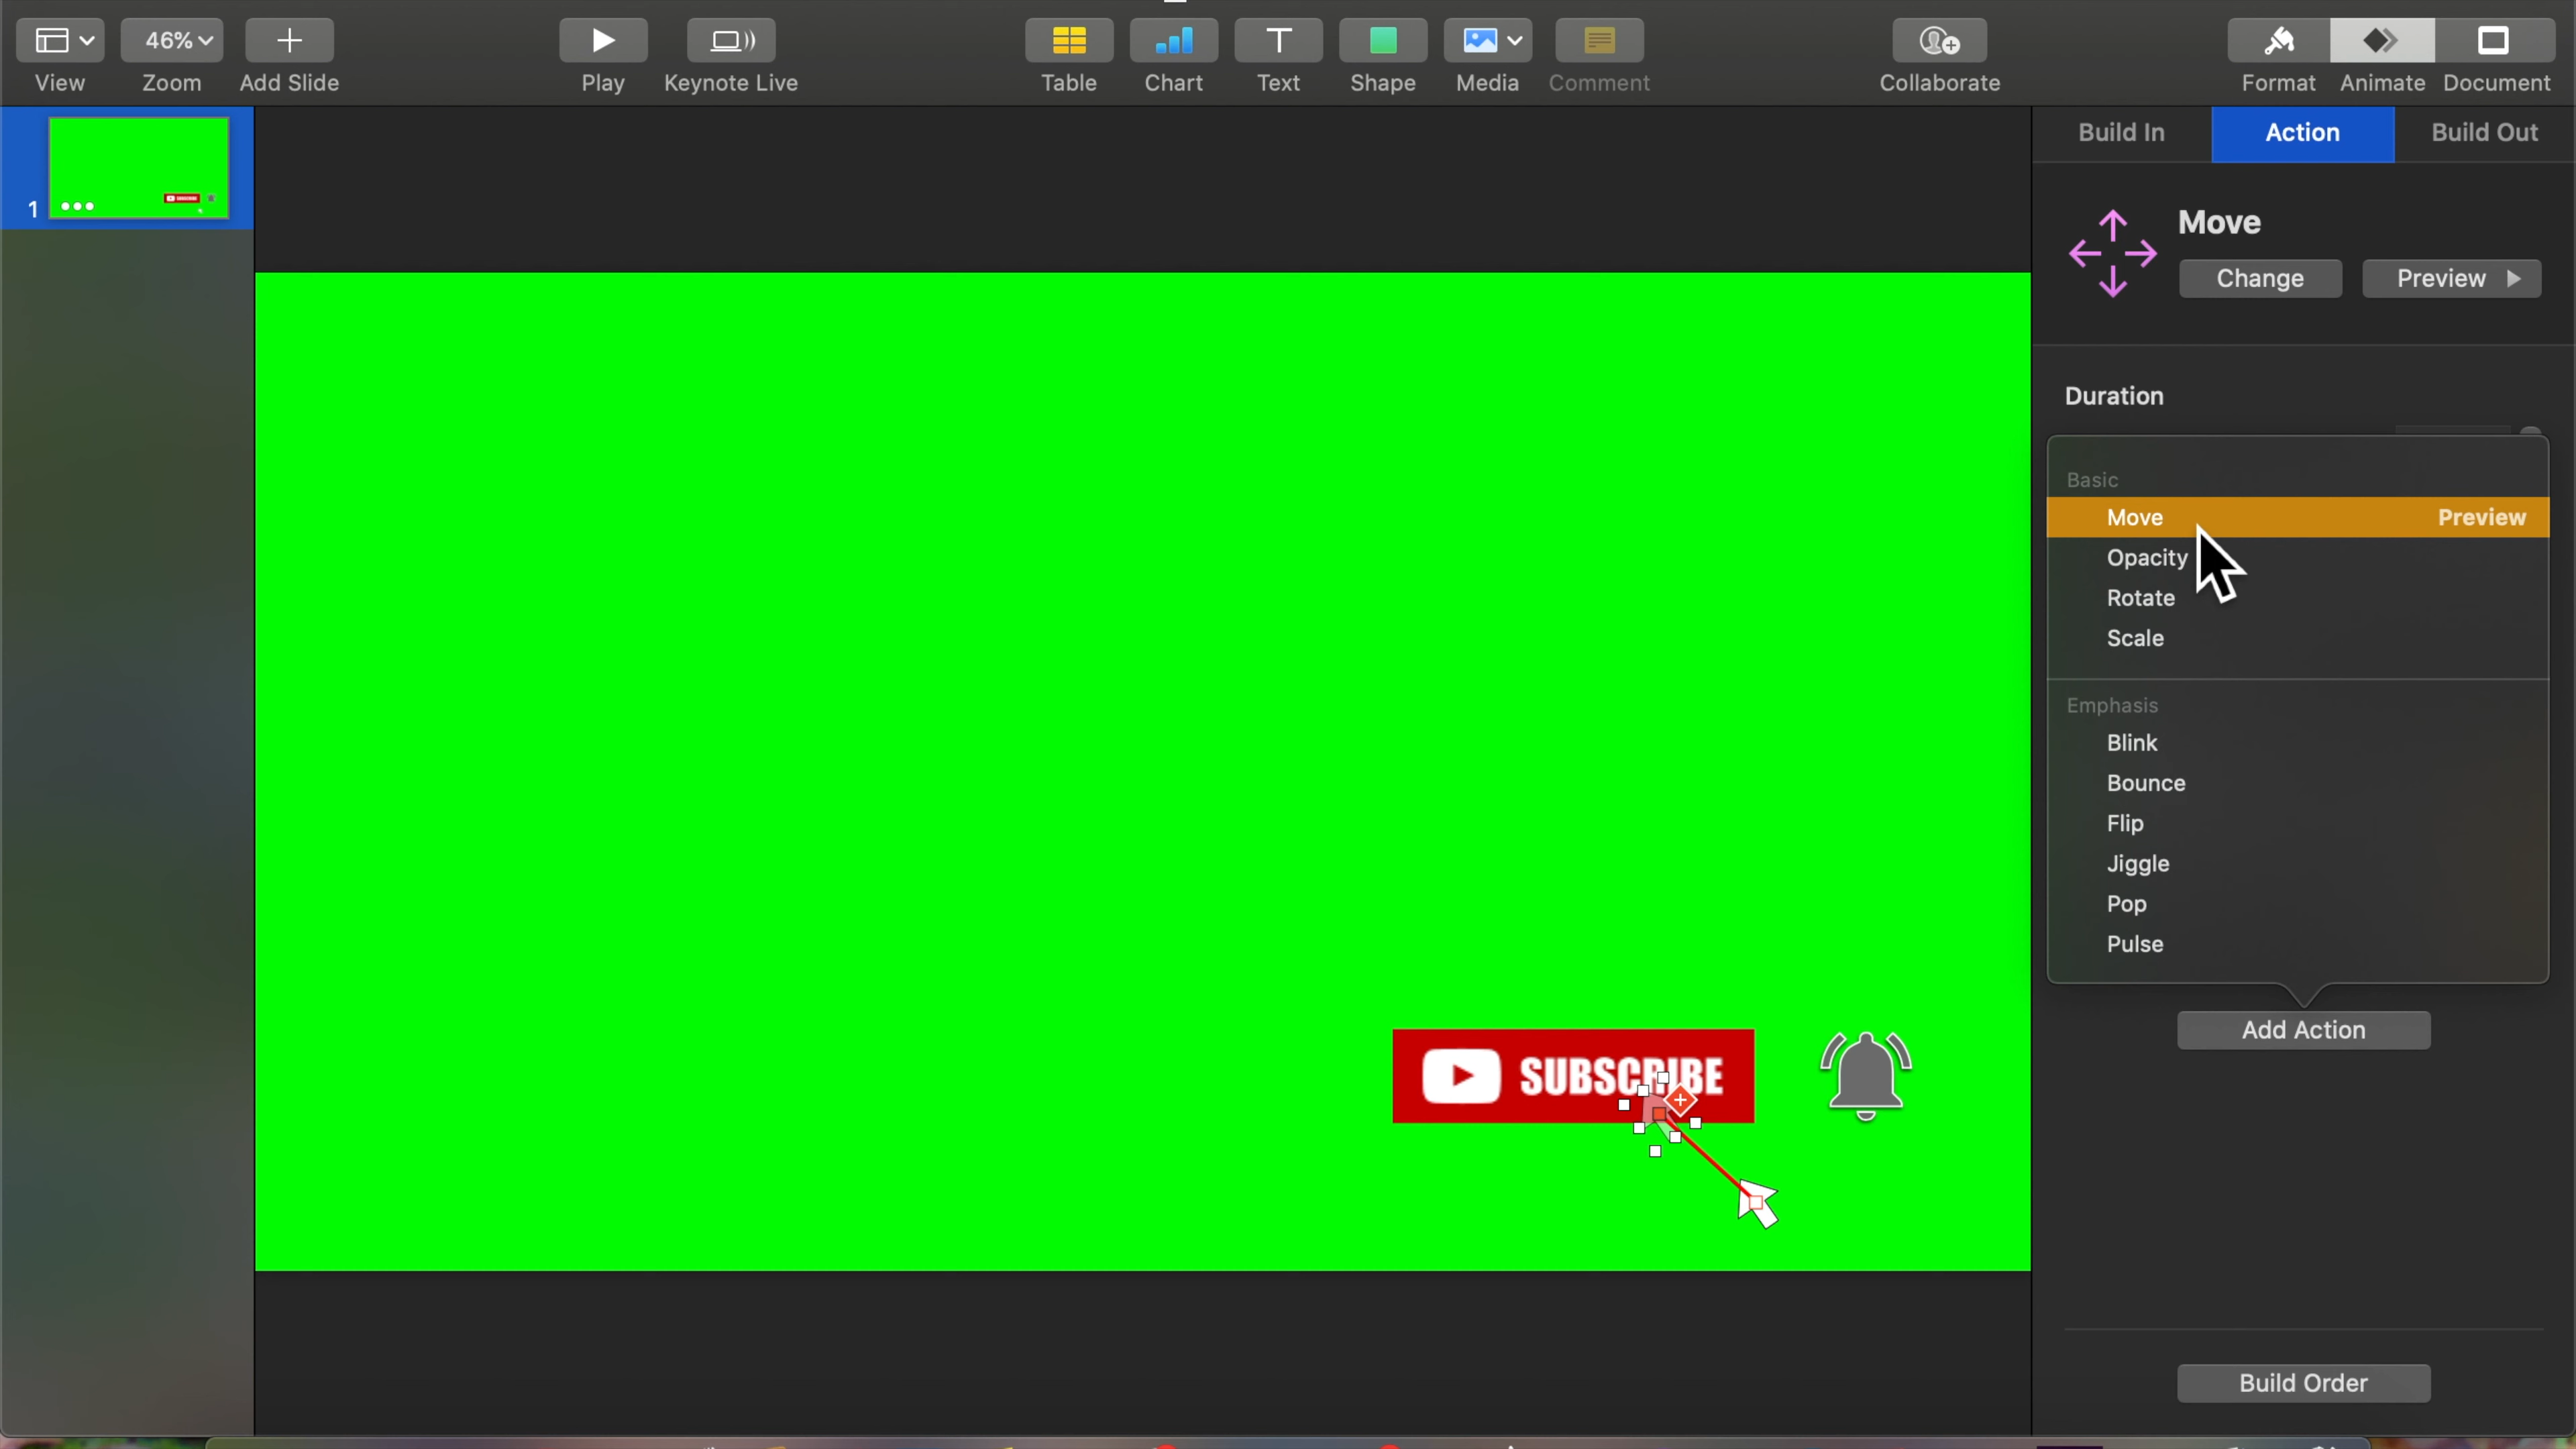 46%
View Zoom Add Slide Play Keynote Live Table Chart Text Shape Media Comment Collaborate Format Animate Document
Build In Action Build Out
1
Move
Change Preview
Duration
Basic
Move Preview
Opacity
Rotate
Scale
Emphasis
Blink
Bounce
Flip
Jiggle
Pop
Pulse
Add Action
SUBSCRIBE
Build Order